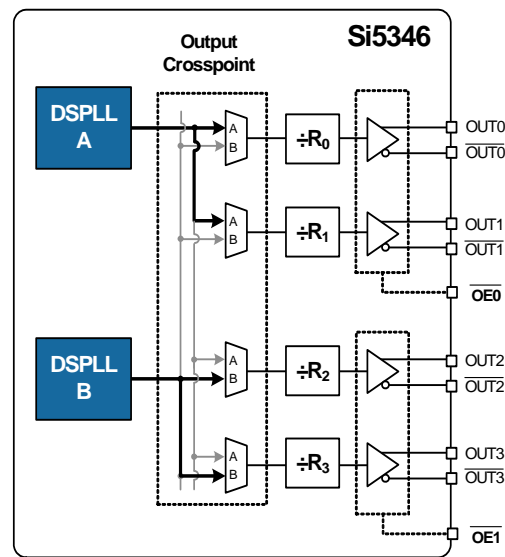 Si5346
Output
Crosspoint
DSPLL
A
A
B
÷R0
OUT0
OUT0
A
B
÷R1
OUT1
OUT1
OE0
DSPLL
B
A
B
÷R2
OUT2
OUT2
A
B
÷R3
OUT3
OUT3
OE1